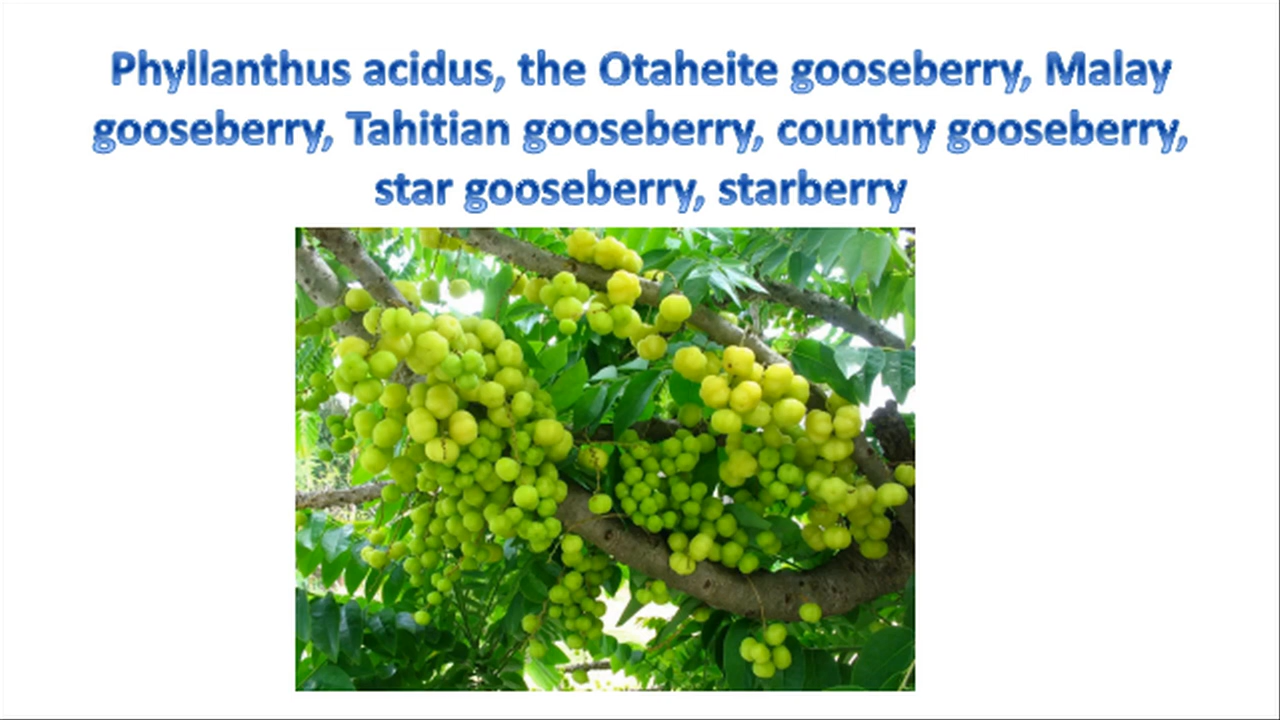 Phyllanthus acidus, the Otaheite gooseberry, Malay
gooseberry, Tahitian gooseberry, country gooseberry,
star gooseberry, starberry